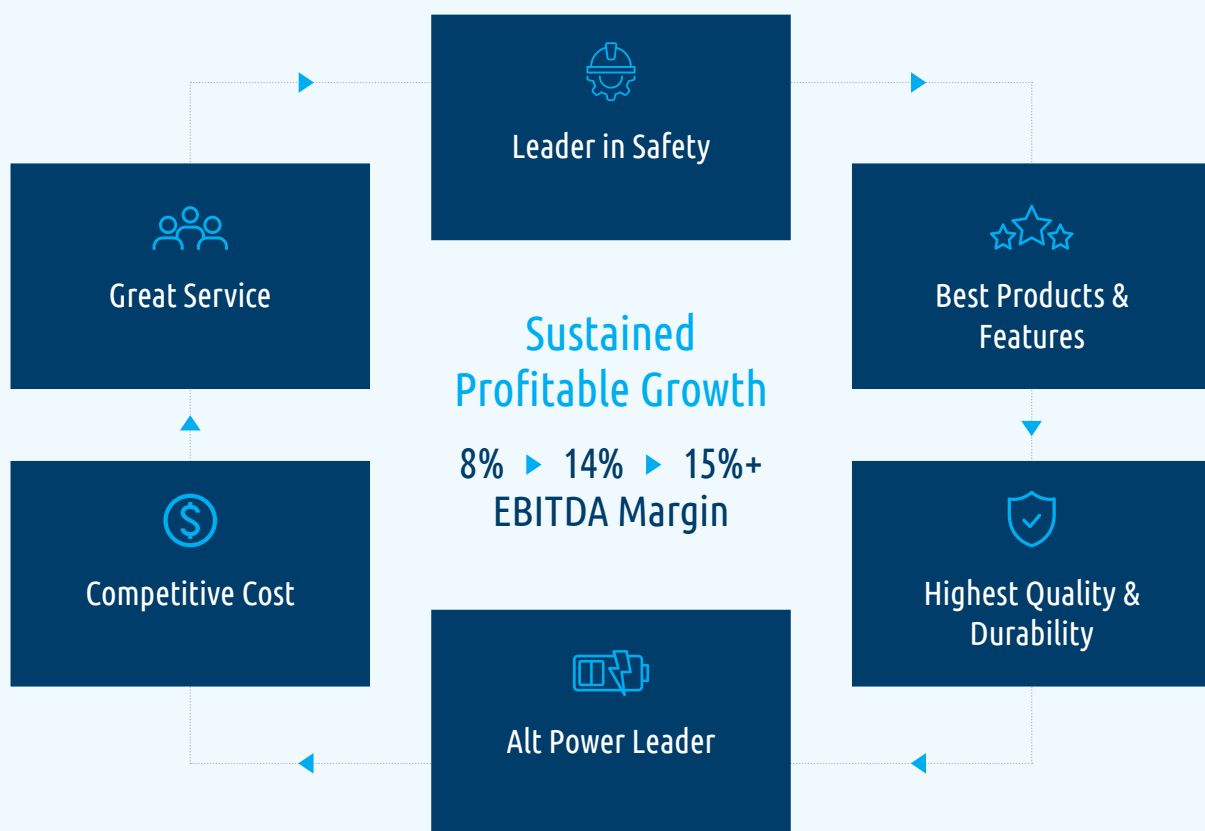 Leader in Safety
Great Service
Best Products &
Features
Sustained
Profitable Growth
8% ▶ 14% ▶ 15%+
EBITDA Margin
Competitive Cost
Highest Quality &
Durability
Alt Power Leader